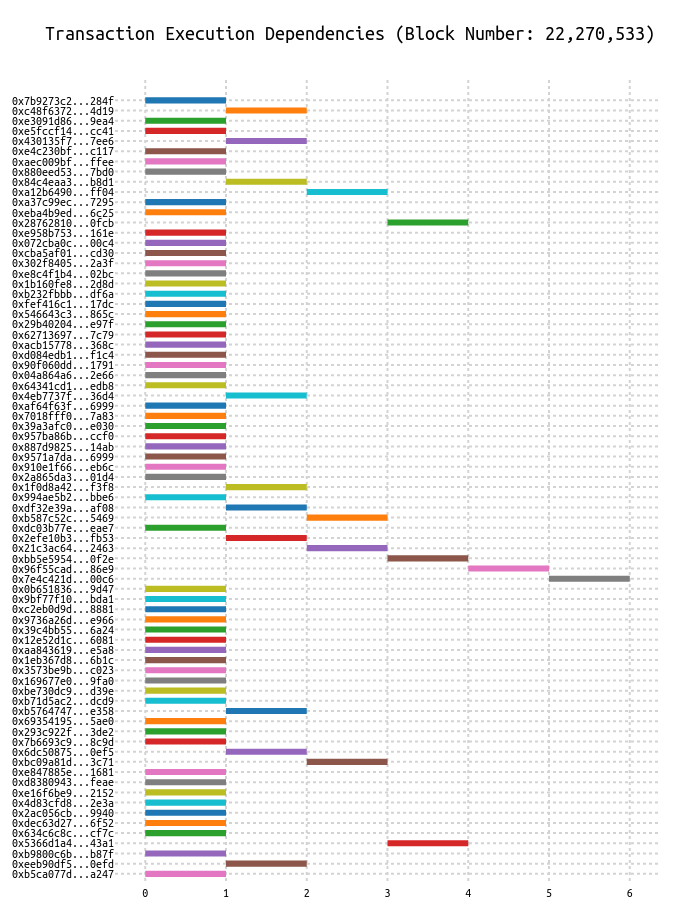 Transaction Execution Dependencies (Block Number: 22,270,533)
0x7b9273c2...284f
0xc48f6372...4d19
0xe3091d86...9ea4
0xe5fccf14...cc41
0x430135f7...7ee6
0xe4c230bf...c117
0xaec009bf...ffee
0x880eed53...7bd0
0x84c4eaa3...b8d1
0xa12b6490...ff04
0xa37c99ec...7295
0xeba4b9ed...6c25
0x28762810...0fcb
0xe958b753...161e
0x072cba0c...00c4
0xcba5af01...cd30
0x302f8405...2a3f
0xe8c4f1b4...02bc
0x1b160fe8...2d8d
0xb232fbbb...df6a
0xfef416c1...17dc
0x546643c3...865c
0x29b40204...e97f
0x62713697...7c79
0xacb15778...368c
0xd084edb1...f1c4
0x90f060dd...1791
0x04a864a6...2e66
0x64341cd1...edb8
0x4eb7737f...36d4
0xaf64f63f...6999
0x7018fff0...7a83
0x39a3afc0...e030
0x957ba86b...ccf0
0x887d9825...14ab
0x9571a7da...6999
0x910e1f66...eb6c
0x2a865da3...01d4
0x1f0d8a42...f3f8
0x994ae5b2...bbe6
0xdf32e39a...af08
0xb587c52c...5469
0xdc03b77e...eae7
0x2efe10b3...fb53
0x21c3ac64...2463
0xbb5e5954...0f2e
0x96f55cad...86e9
0x7e4c421d...00c6
0x0b651836...9d47
0x9bf77f10...bda1
0xc2eb0d9d...8881
0x9736a26d...e966
0x39c4bb55...6a24
0x12e52d1c...6081
0xaa843619...e5a8
0x1eb367d8...6b1c
0x3573be9b...c023
0x169677e0...9fa0
0xbe730dc9...d39e
0xb71d5ac2...dcd9
0xb5764747...e358
0x69354195...5ae0
0x293c922f...3de2
0x7b6693c9...8c9d
0x6dc50875...0ef5
0xbc09a81d...3c71
0xe847885e...1681
0xd8380943...feae
0xe16f6be9...2152
0x4d83cfd8...2e3a
0x2ac056cb...9940
0xdec63d27...6f52
0x634c6c8c...cf7c
0x5366d1a4...43a1
0xb9800c6b...b87f
0xeeb90df5...0efd
0xb5ca077d...a247
0 1 2 3 4 5 6